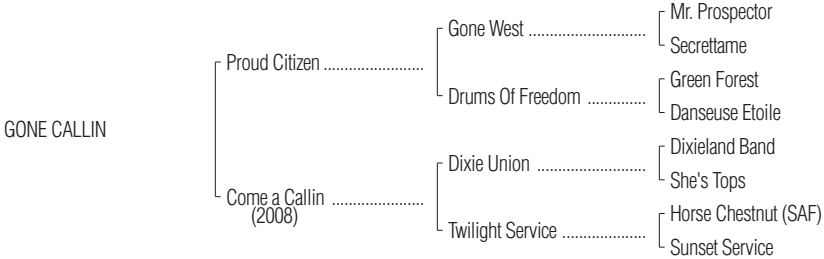 Mr. Prospector
Gone West ............................
Secrettame
Proud Citizen ........................
Green Forest
Drums Of Freedom ..............
Danseuse Etoile
GONE CALLIN
Dixieland Band
Dixie Union ..........................
She's Tops
Come a Callin ......................
(2008)
Horse Chestnut (SAF)
Twilight Service ....................
Sunset Service